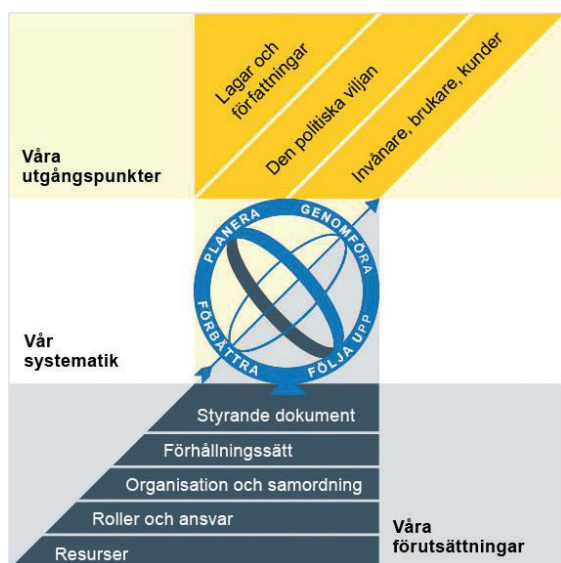 Lagar och
författningar
Den politiska viljan
Invånare, brukare, kunder
Våra
utgångspunkter
PLANERA
GENOMFÖRA
FÖRBÄTTRA
FÖLJA UPP
Vår
systematik
Styrande dokument
Förhållningssätt
Organisation och samordning
Roller och ansvar
Resurser
Våra
förutsättningar